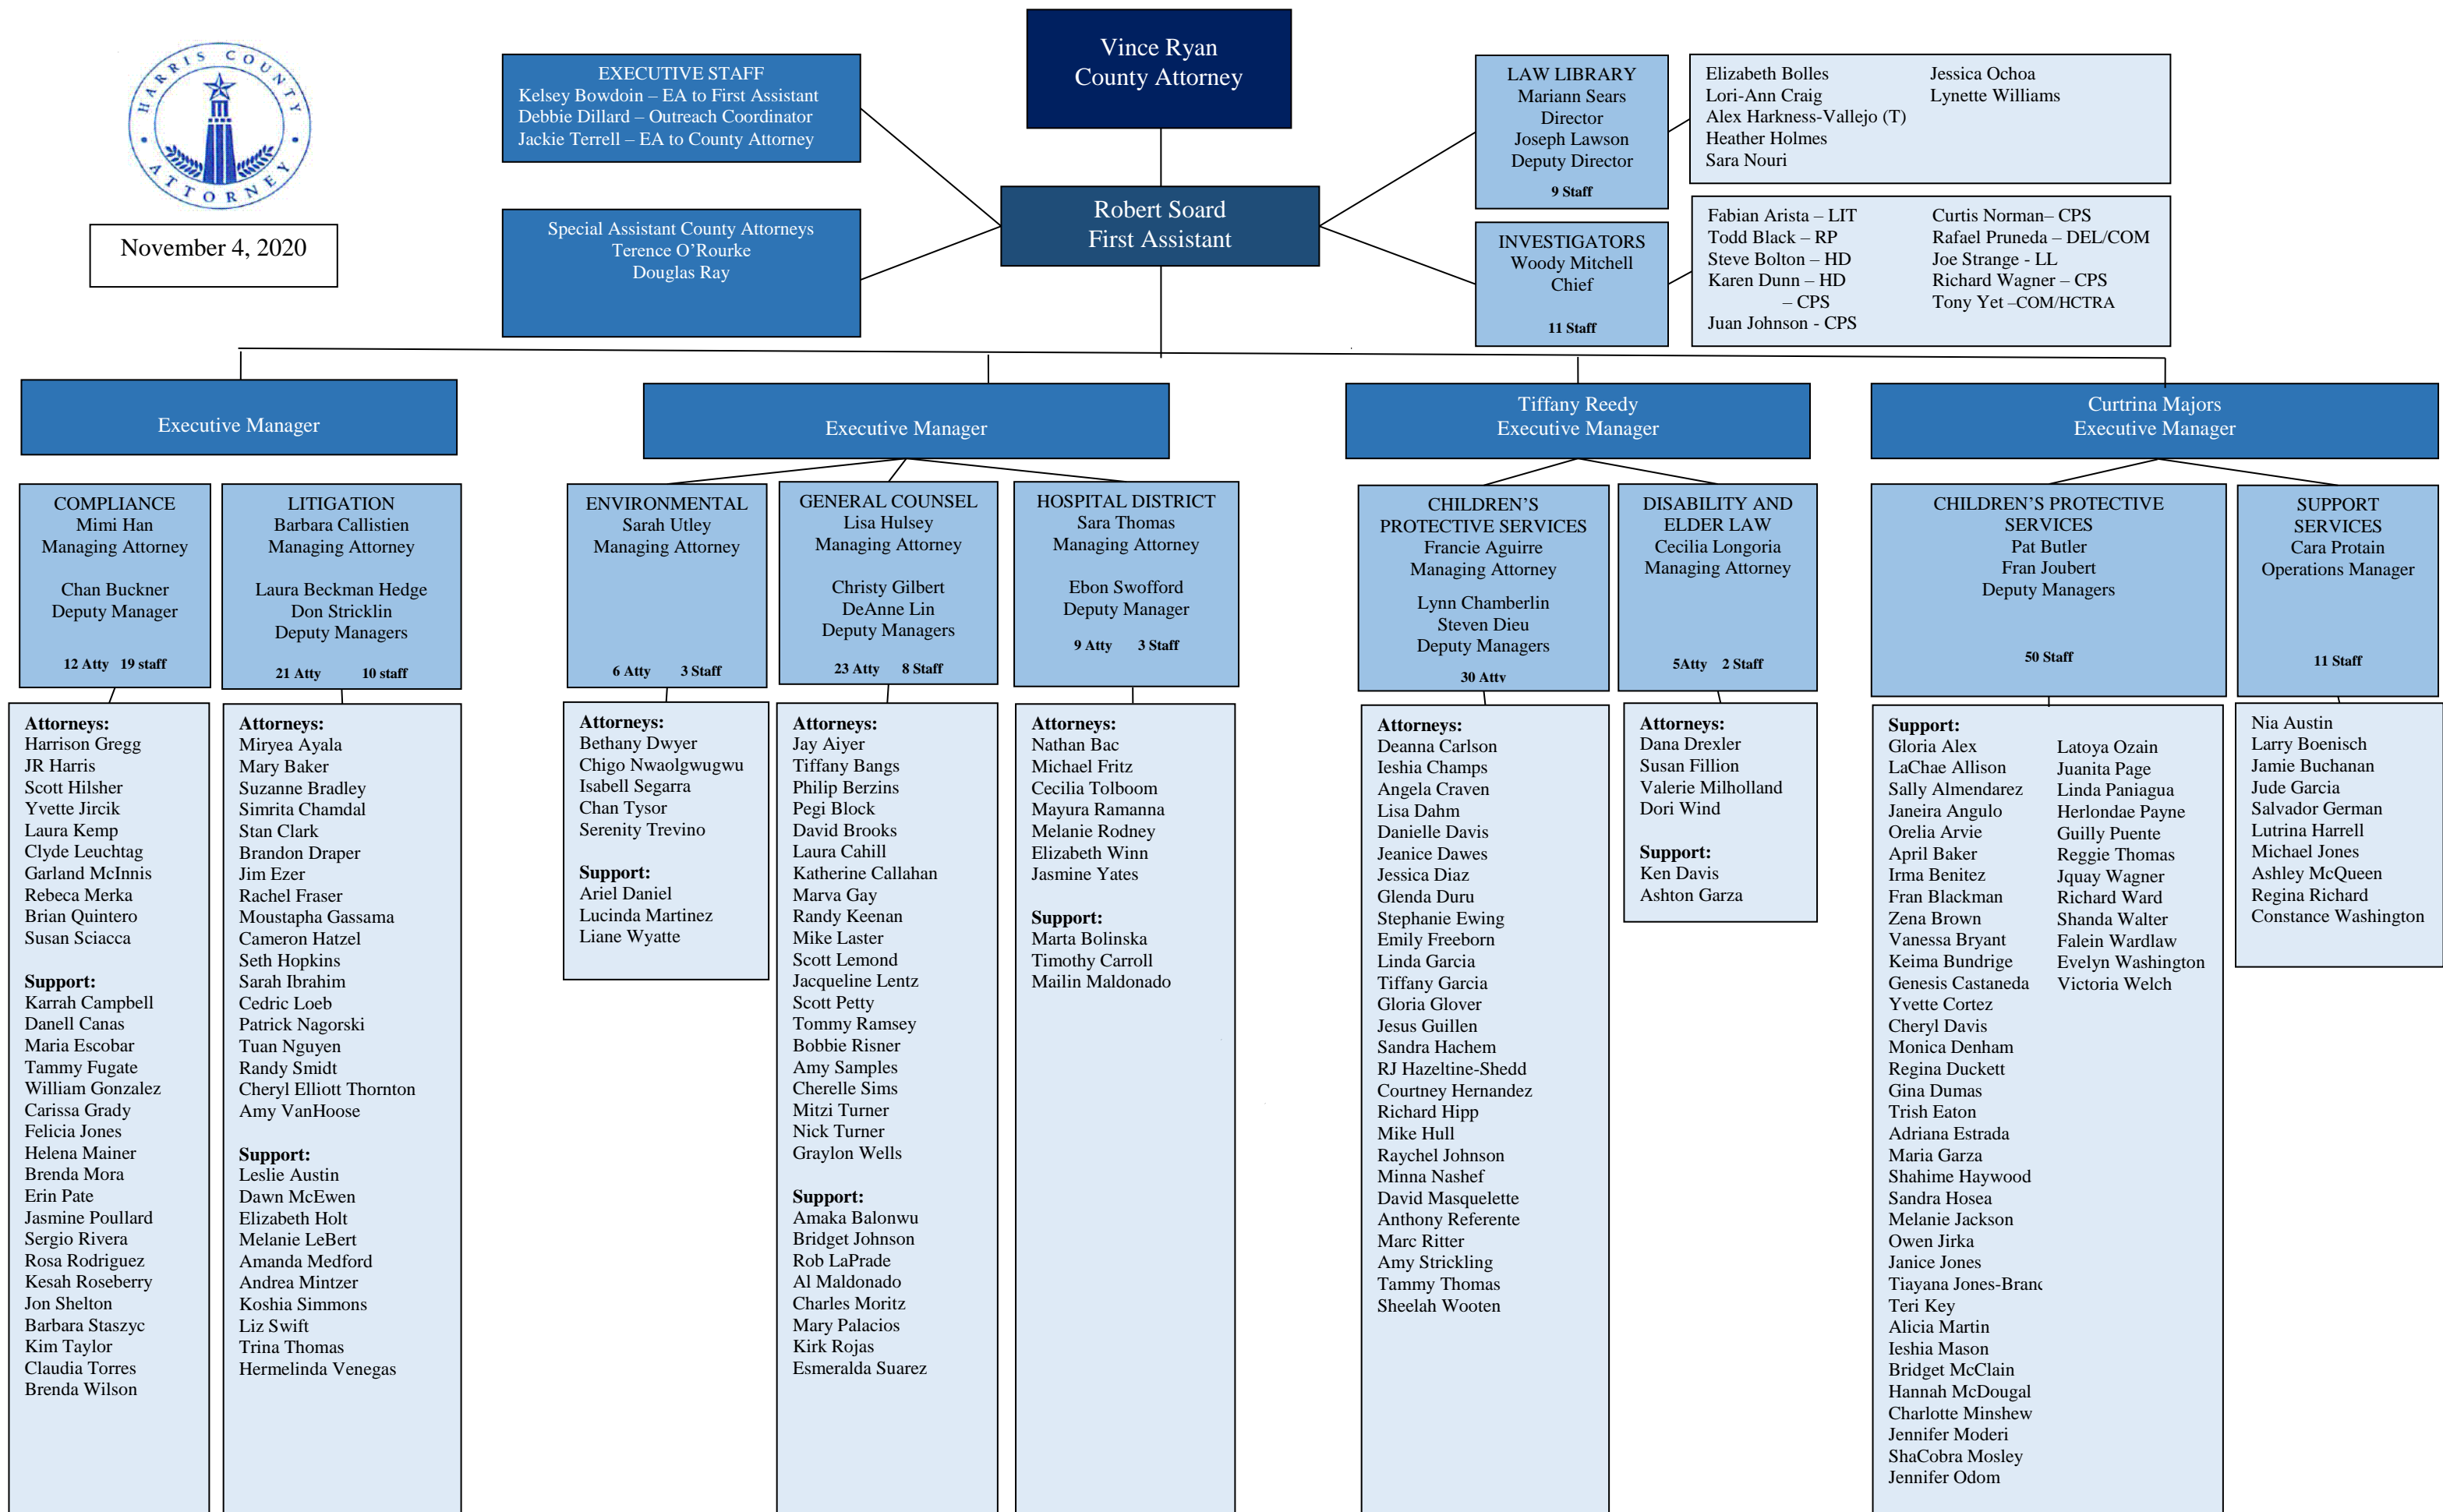 HARRIS COUNTY
ATTORNEY
November 4, 2020
EXECUTIVE STAFF
Kelsey Bowdoin – EA to First Assistant
Debbie Dillard – Outreach Coordinator
Jackie Terrell – EA to County Attorney
Special Assistant County Attorneys
Terence O’Rourke
Douglas Ray
Vince Ryan
County Attorney
Robert Soard
First Assistant
LAW LIBRARY
Mariann Sears
Director
Joseph Lawson
Deputy Director
9 Staff
Elizabeth Bolles
Lori-Ann Craig
Alex Harkness-Vallejo (T)
Heather Holmes
Sara Nouri
Jessica Ochoa
Lynette Williams
INVESTIGATORS
Woody Mitchell
Chief
11 Staff
Fabian Arista – LIT
Todd Black – RP
Steve Bolton – HD
Karen Dunn – HD
– CPS
Juan Johnson - CPS
Curtis Norman– CPS
Rafael Pruneda – DEL/COM
Joe Strange - LL
Richard Wagner – CPS
Tony Yet –COM/HCTRA
Executive Manager
Executive Manager
Tiffany Reedy
Executive Manager
Curtrina Majors
Executive Manager
COMPLIANCE
Mimi Han
Managing Attorney
Chan Buckner
Deputy Manager
12 Atty 19 staff
Attorneys:
Harrison Gregg
JR Harris
Scott Hilsher
Yvette Jircik
Laura Kemp
Clyde Leuchtag
Garland McInnis
Rebeca Merka
Brian Quintero
Susan Sciacca
Support:
Karrah Campbell
Danell Canas
Maria Escobar
Tammy Fugate
William Gonzalez
Carissa Grady
Felicia Jones
Helena Mainer
Brenda Mora
Erin Pate
Jasmine Poullard
Sergio Rivera
Rosa Rodriguez
Kesah Roseberry
Jon Shelton
Barbara Staszyc
Kim Taylor
Claudia Torres
Brenda Wilson
LITIGATION
Barbara Callistien
Managing Attorney
Laura Beckman Hedge
Don Stricklin
Deputy Managers
21 Atty 10 staff
Attorneys:
Miryea Ayala
Mary Baker
Suzanne Bradley
Simrita Chamdal
Stan Clark
Brandon Draper
Jim Ezer
Rachel Fraser
Moustapha Gassama
Cameron Hatzel
Seth Hopkins
Sarah Ibrahim
Cedric Loeb
Patrick Nagorski
Tuan Nguyen
Randy Smidt
Cheryl Elliott Thornton
Amy VanHoose
Support:
Leslie Austin
Dawn McEwen
Elizabeth Holt
Melanie LeBert
Amanda Medford
Andrea Mintzer
Koshia Simmons
Liz Swift
Trina Thomas
Hermelinda Venegas
ENVIRONMENTAL
Sarah Utley
Managing Attorney
6 Atty 3 Staff
Attorneys:
Bethany Dwyer
Chigo Nwaolgwugwu
Isabell Segarra
Chan Tysor
Serenity Trevino
Support:
Ariel Daniel
Lucinda Martinez
Liane Wyatte
GENERAL COUNSEL
Lisa Hulsey
Managing Attorney
Christy Gilbert
DeAnne Lin
Deputy Managers
23 Atty 8 Staff
Attorneys:
Jay Aiyer
Tiffany Bangs
Philip Berzins
Pegi Block
David Brooks
Laura Cahill
Katherine Callahan
Marva Gay
Randy Keenan
Mike Laster
Scott Lemond
Jacqueline Lentz
Scott Petty
Tommy Ramsey
Bobbie Risner
Amy Samples
Cherelle Sims
Mitzi Turner
Nick Turner
Graylon Wells
Support:
Amaka Balonwu
Bridget Johnson
Rob LaPrade
Al Maldonado
Charles Moritz
Mary Palacios
Kirk Rojas
Esmeralda Suarez
HOSPITAL DISTRICT
Sara Thomas
Managing Attorney
Ebon Swofford
Deputy Manager
9 Atty 3 Staff
Attorneys:
Nathan Bac
Michael Fritz
Cecilia Tolboom
Mayura Ramanna
Melanie Rodney
Elizabeth Winn
Jasmine Yates
Support:
Marta Bolinska
Timothy Carroll
Mailin Maldonado
CHILDREN’S
PROTECTIVE SERVICES
Francie Aguirre
Managing Attorney
Lynn Chamberlin
Steven Dieu
Deputy Managers
30 Atty
Attorneys:
Deanna Carlson
Ieshia Champs
Angela Craven
Lisa Dahm
Danielle Davis
Jeanice Dawes
Jessica Diaz
Glenda Duru
Stephanie Ewing
Emily Freeborn
Linda Garcia
Tiffany Garcia
Gloria Glover
Jesus Guillen
Sandra Hachem
RJ Hazeltine-Shedd
Courtney Hernandez
Richard Hipp
Mike Hull
Raychel Johnson
Minna Nashef
David Masquelette
Anthony Referente
Marc Ritter
Amy Strickling
Tammy Thomas
Sheelah Wooten
DISABILITY AND
ELDER LAW
Cecilia Longoria
Managing Attorney
5Atty 2 Staff
Attorneys:
Dana Drexler
Susan Fillion
Valerie Milholland
Dori Wind
Support:
Ken Davis
Ashton Garza
CHILDREN’S PROTECTIVE
SERVICES
Pat Butler
Fran Joubert
Deputy Managers
50 Staff
Support:
Gloria Alex
LaChae Allison
Sally Almendarez
Janeira Angulo
Orelia Arvie
April Baker
Irma Benitez
Fran Blackman
Zena Brown
Vanessa Bryant
Keima Bundrige
Genesis Castaneda
Yvette Cortez
Cheryl Davis
Monica Denham
Regina Duckett
Gina Dumas
Trish Eaton
Adriana Estrada
Maria Garza
Shahime Haywood
Sandra Hosea
Melanie Jackson
Owen Jirka
Janice Jones
Tiayana Jones-Branc
Teri Key
Alicia Martin
Ieshia Mason
Bridget McClain
Hannah McDougal
Charlotte Minshew
Jennifer Moderi
ShaCobra Mosley
Jennifer Odom
Latoya Ozain
Juanita Page
Linda Paniagua
Herlondae Payne
Guilly Puente
Reggie Thomas
Jquay Wagner
Richard Ward
Shanda Walter
Falein Wardlaw
Evelyn Washington
Victoria Welch
SUPPORT
SERVICES
Cara Protain
Operations Manager
11 Staff
Nia Austin
Larry Boenisch
Jamie Buchanan
Jude Garcia
Salvador German
Lutrina Harrell
Michael Jones
Ashley McQueen
Regina Richard
Constance Washington